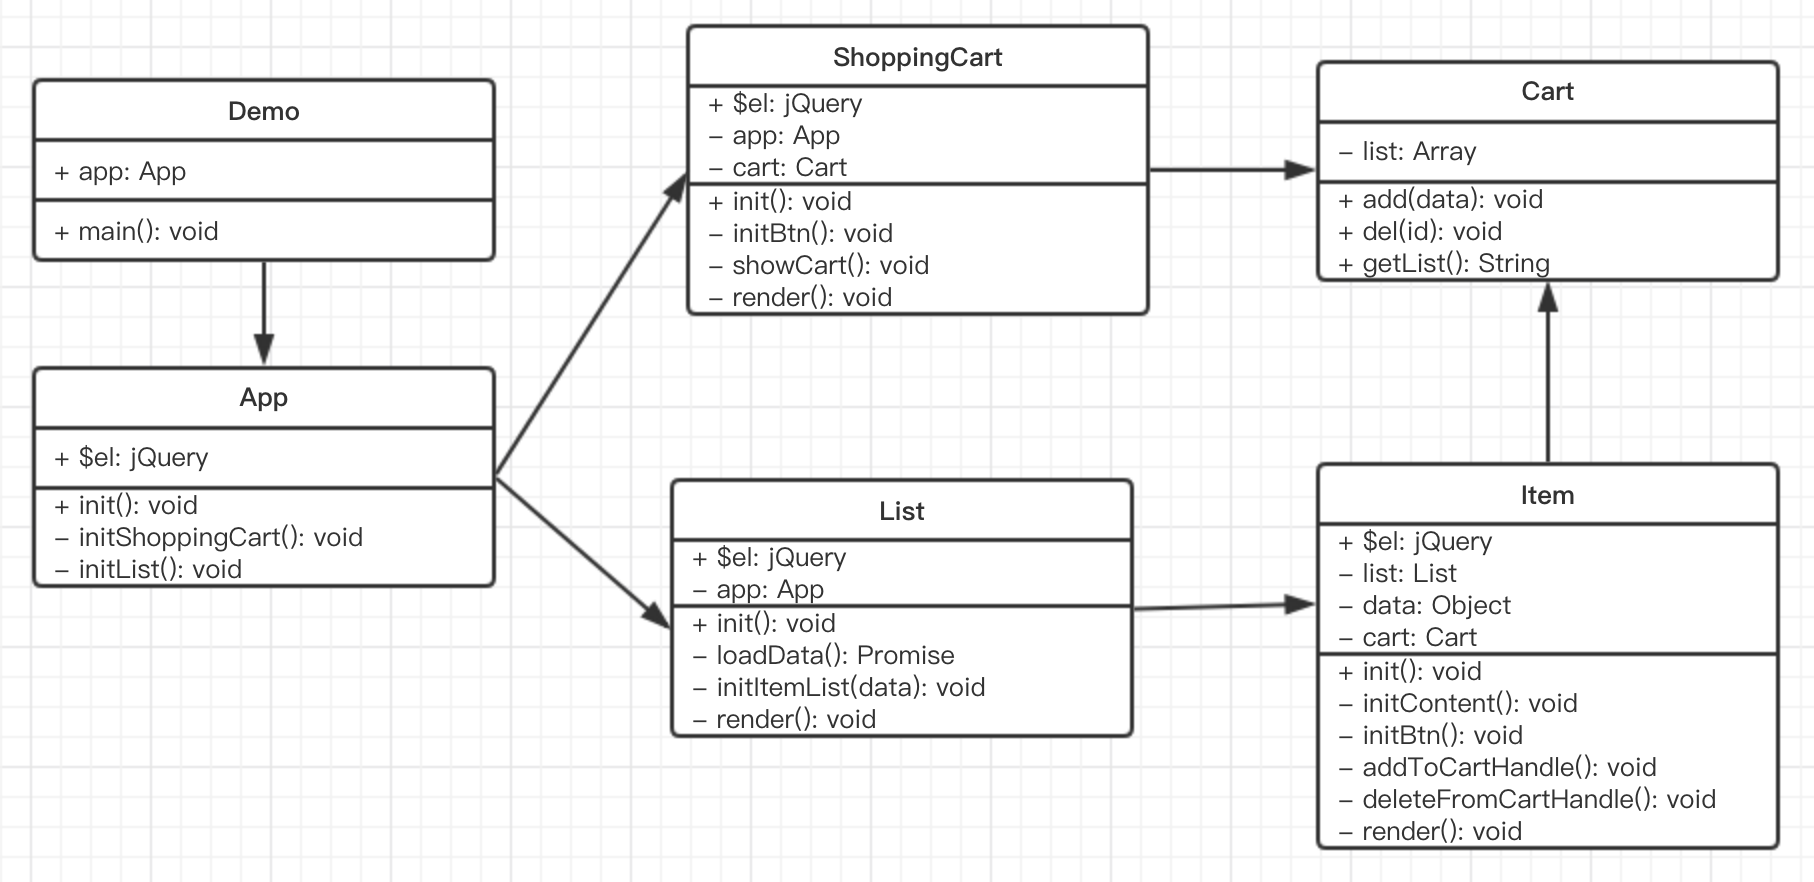 Demo
+ app: App
+ main(): void
App
+ $el: jQuery
+ init(): void
– initShoppingCart(): void
– initList(): void
ShoppingCart
+ $el: jQuery
– app: App
– cart: Cart
+ init(): void
– initBtn(): void
– showCart(): void
– render(): void
List
+ $el: jQuery
– app: App
+ init(): void
– loadData(): Promise
– initItemList(data): void
– render(): void
Cart
– list: Array
+ add(data): void
+ del(id): void
+ getList(): String
Item
+ $el: jQuery
– list: List
– data: Object
– cart: Cart
+ init(): void
– initContent(): void
– initBtn(): void
– addToCartHandle(): void
– deleteFromCartHandle(): void
– render(): void